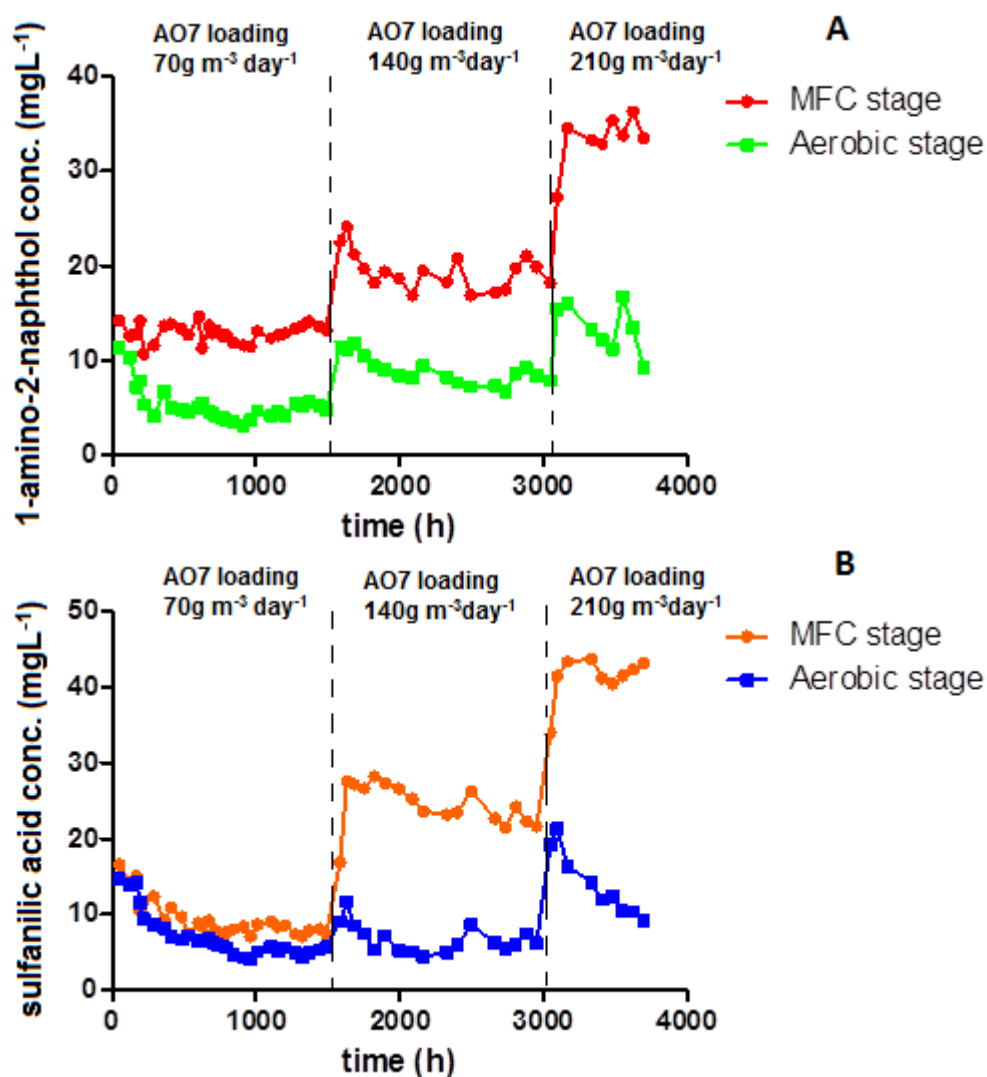 AO7 loading
70g m⁻³ day⁻¹
AO7 loading
140g m⁻³day⁻¹
AO7 loading
210g m⁻³day⁻¹
A
1-amino-2-naphthol conc. (mgL⁻¹)
40
30
20
10
0
0 1000 2000 3000 4000
time (h)
MFC stage
Aerobic stage
AO7 loading
70g m⁻³ day⁻¹
AO7 loading
140g m⁻³day⁻¹
AO7 loading
210g m⁻³day⁻¹
B
sulfanilic acid conc. (mgL⁻¹)
50
40
30
20
10
0
0 1000 2000 3000 4000
time (h)
MFC stage
Aerobic stage